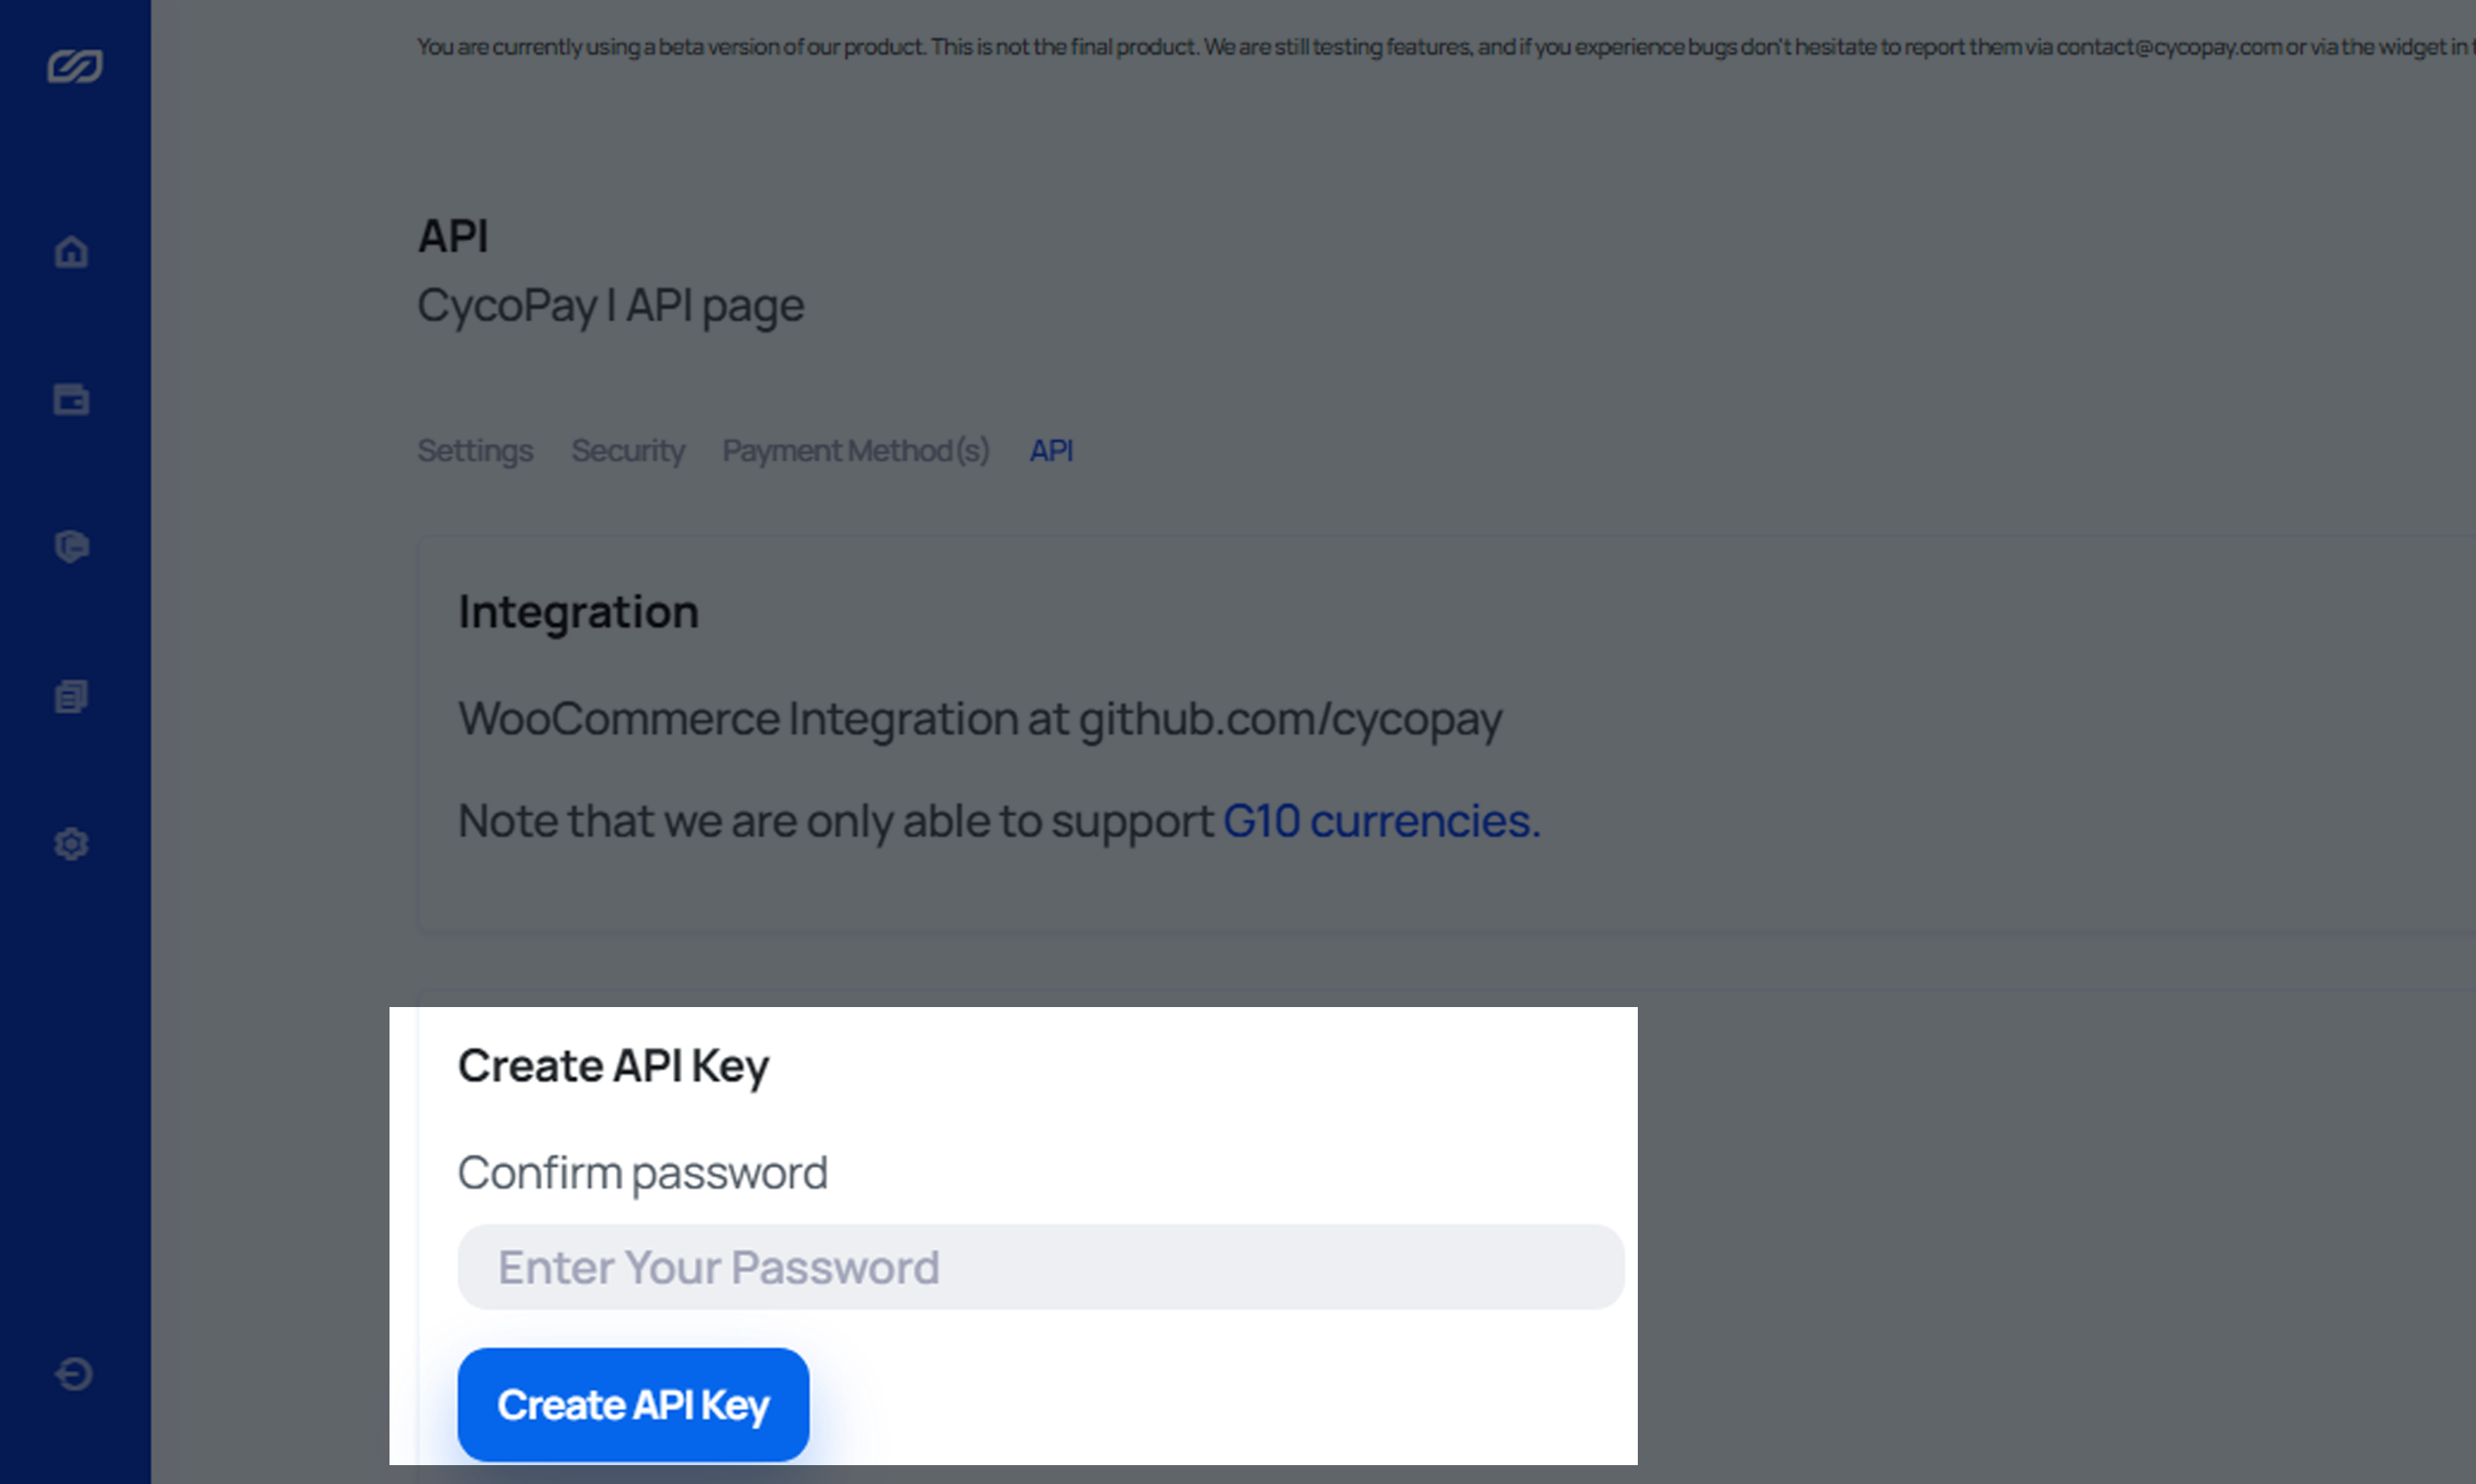 You are currently using a beta version of our product. This is not the final product. We are still testing features, and if you experience bugs don't hesitate to report them via contact@cycopay.com or via the widget in
API
CycoPay | API page
Settings Security Payment Method(s) API
Integration
WooCommerce Integration at github.com/cycopay
Note that we are only able to support G10 currencies.
Create API Key
Confirm password
Enter Your Password
Create API Key